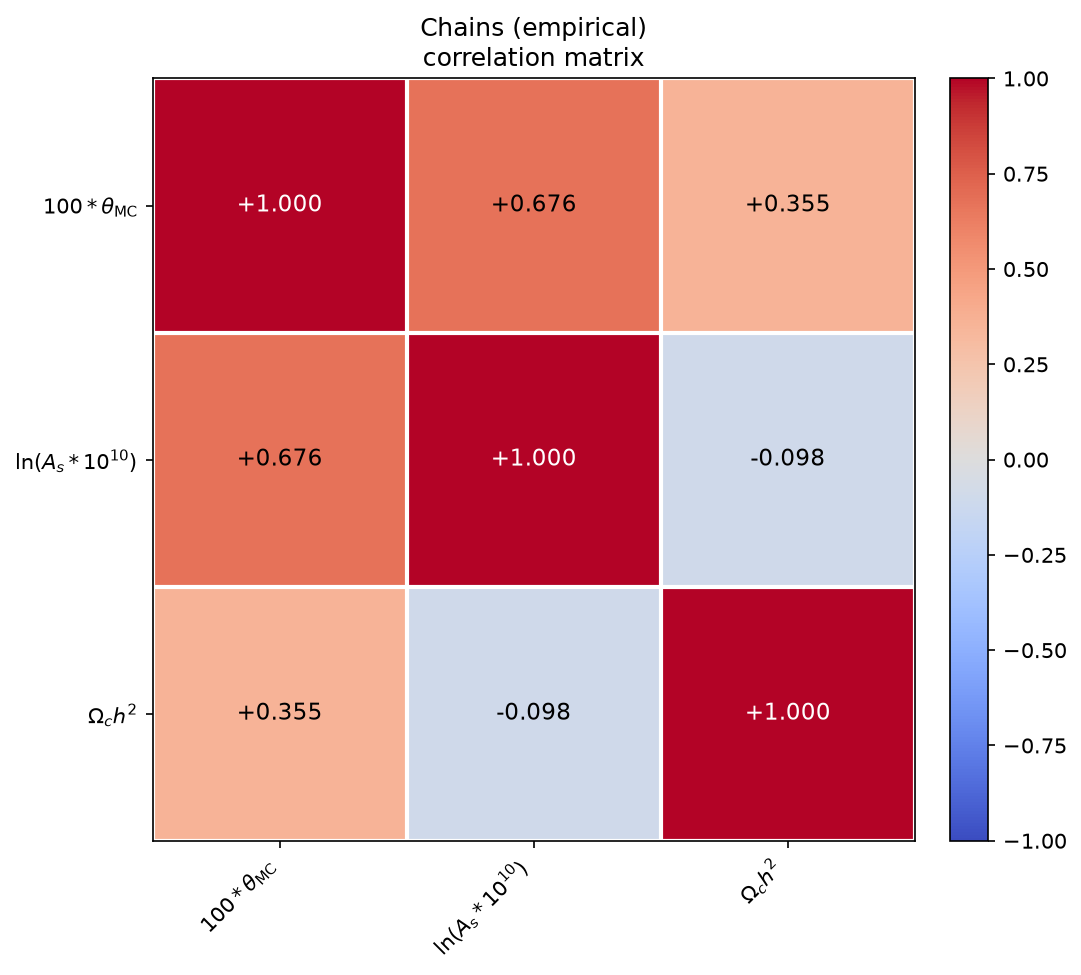 Chains (empirical)
correlation matrix
100 * θ_MC
+1.000
+0.676
+0.355
ln(A_s * 10^10)
+0.676
+1.000
-0.098
Ω_c h^2
+0.355
-0.098
+1.000
100 * θ_MC
ln(A_s * 10^10)
Ω_c h^2
1.00
0.75
0.50
0.25
0.00
−0.25
−0.50
−0.75
−1.00